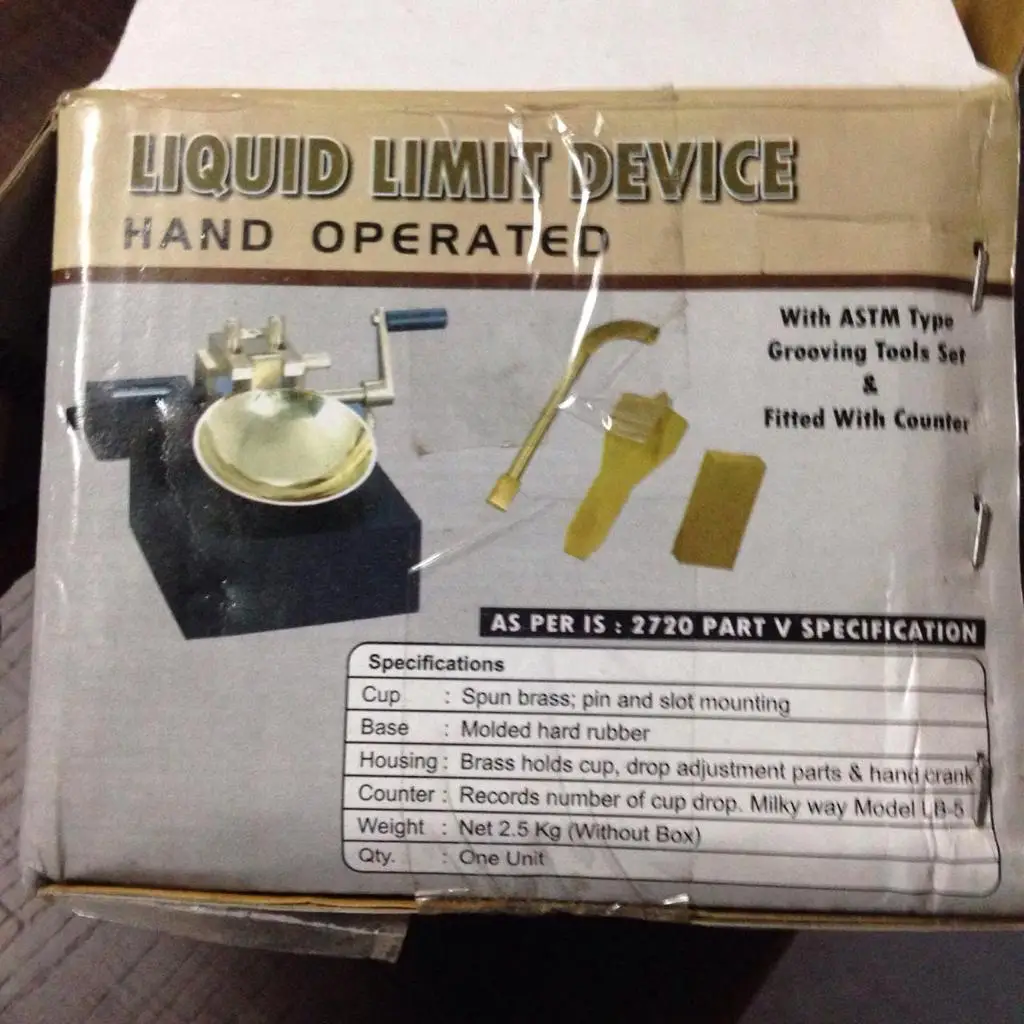 LIQUID LIMIT DEVICE
HAND OPERATED
With ASTM Type
Grooving Tools Set
&
Fitted With Counter
AS PER IS : 2720 PART V SPECIFICATION
Specifications
Cup : Spun brass; pin and slot mounting
Base : Molded hard rubber
Housing : Brass holds cup, drop adjustment parts & hand crank
Counter : Records number of cup drop. Milky way Model LB-5
Weight : Net 2.5 Kg (Without Box)
Qty. : One Unit